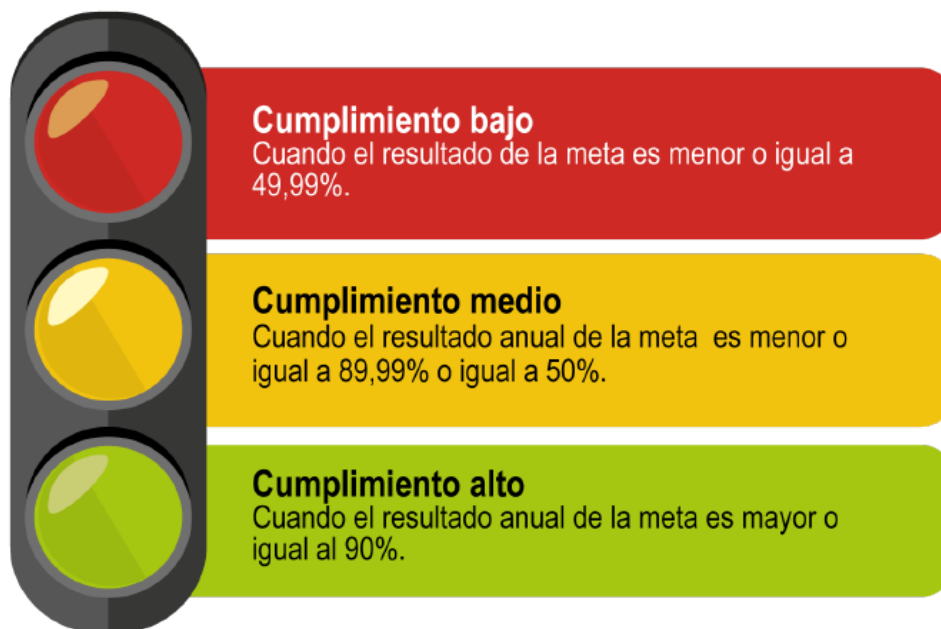 Cumplimiento bajo
Cuando el resultado de la meta es menor o igual a
49,99%.
Cumplimiento medio
Cuando el resultado anual de la meta  es menor o
igual a 89,99% o igual a 50%.
Cumplimiento alto
Cuando el resultado anual de la meta es mayor o
igual al 90%.